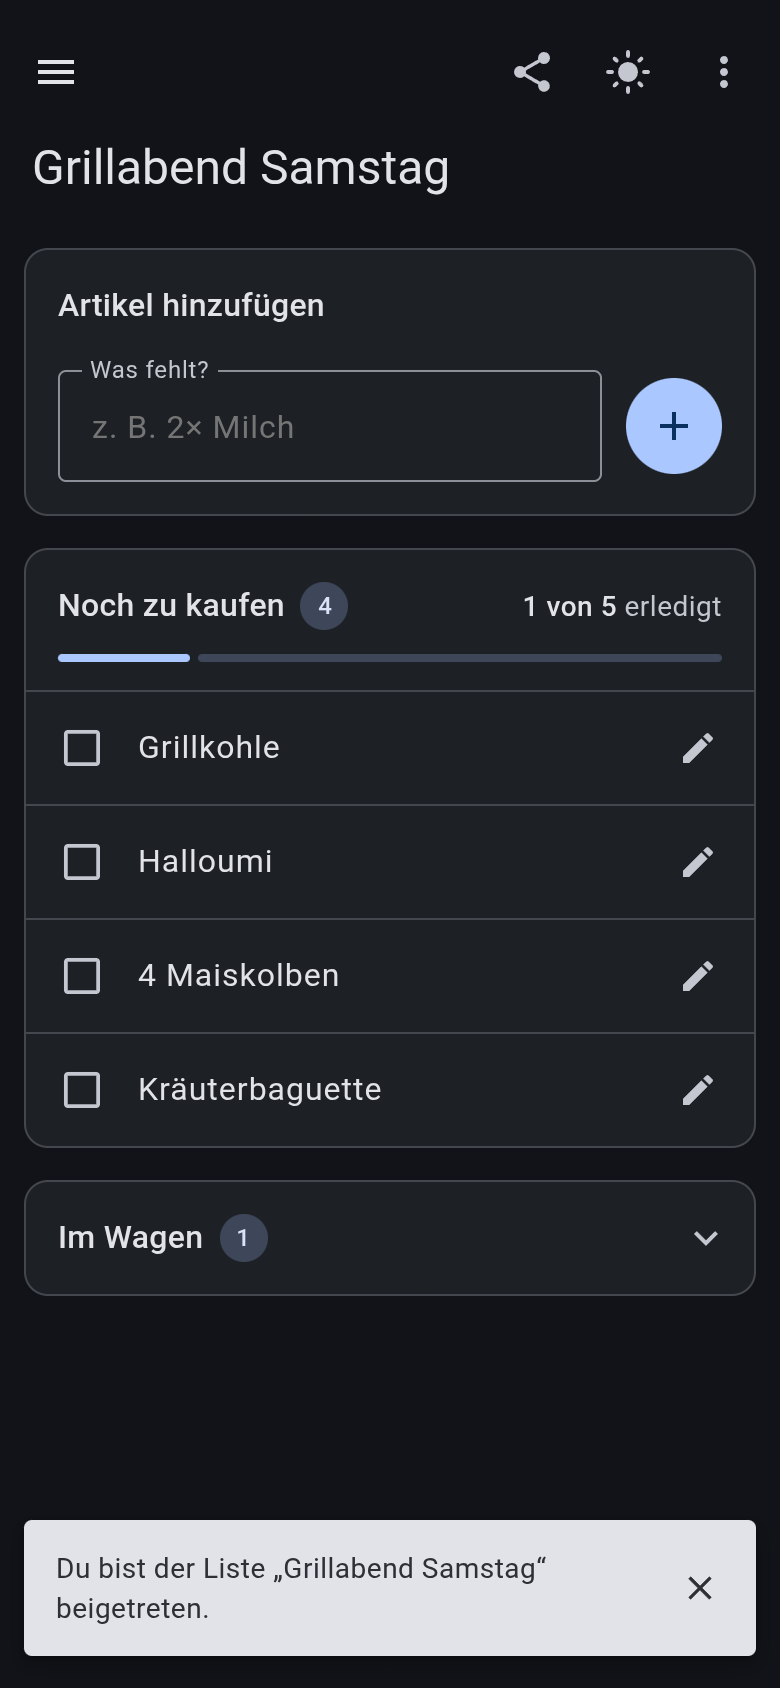 Grillabend Samstag
Artikel hinzufügen
Was fehlt?
z. B. 2× Milch
Noch zu kaufen 4 1 von 5 erledigt
Grillkohle
Halloumi
4 Maiskolben
Kräuterbaguette
Im Wagen 1
Du bist der Liste „Grillabend Samstag“
beigetreten.